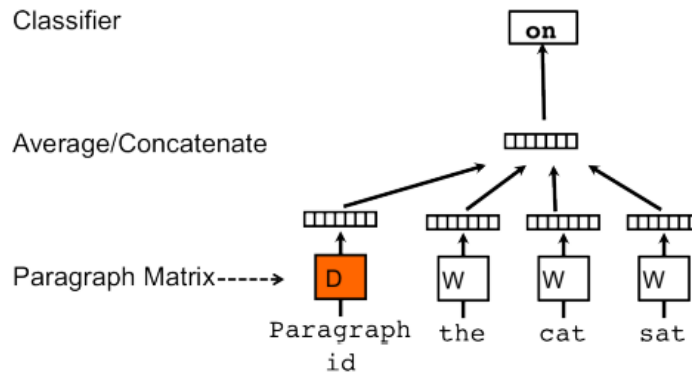 Classifier
on
Average/Concatenate
Paragraph Matrix
D
W
W
W
Paragraph id
the
cat
sat